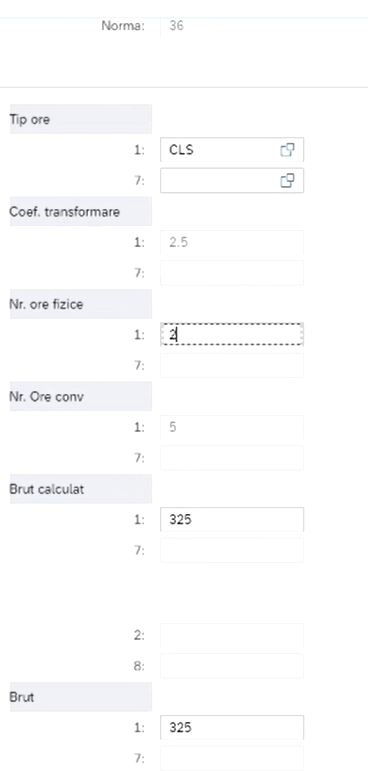 Norma: 36
Tip ore
1: CLS
7:
Coef. transformare
1: 2.5
7:
Nr. ore fizice
1: 2
7:
Nr. Ore conv
1: 5
7:
Brut calculat
1: 325
7:
2:
8:
Brut
1: 325
7: